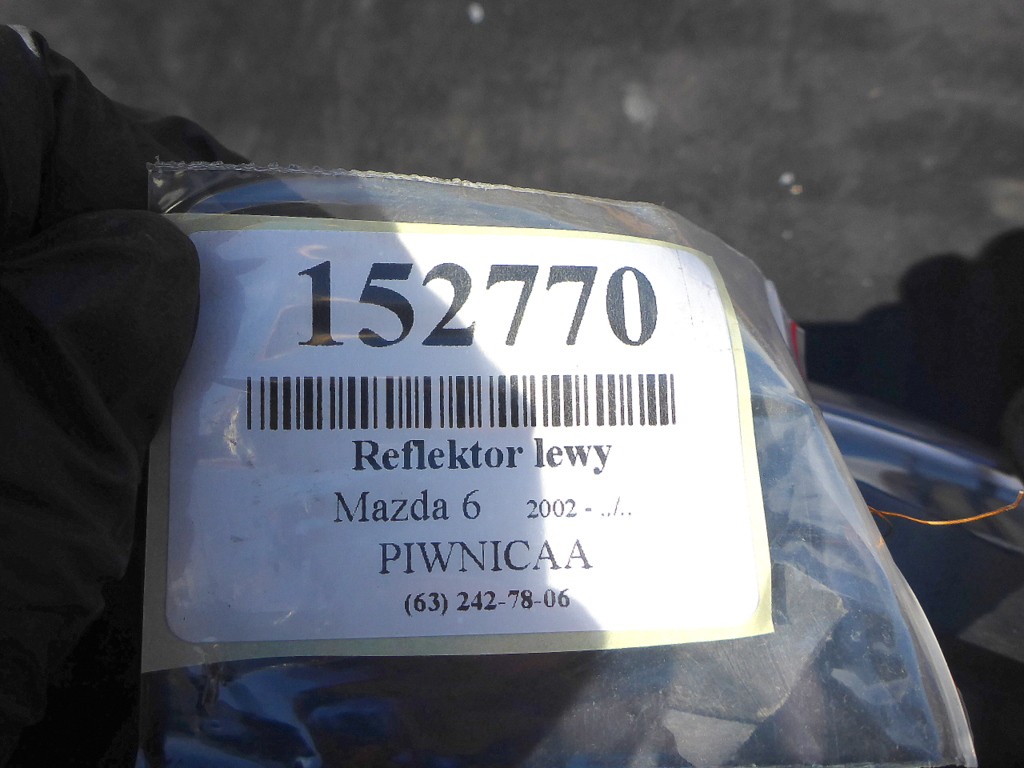 152770
Reflektor lewy
Mazda 6 2002 - ../..
PIWNICAA
(63) 242-78-06